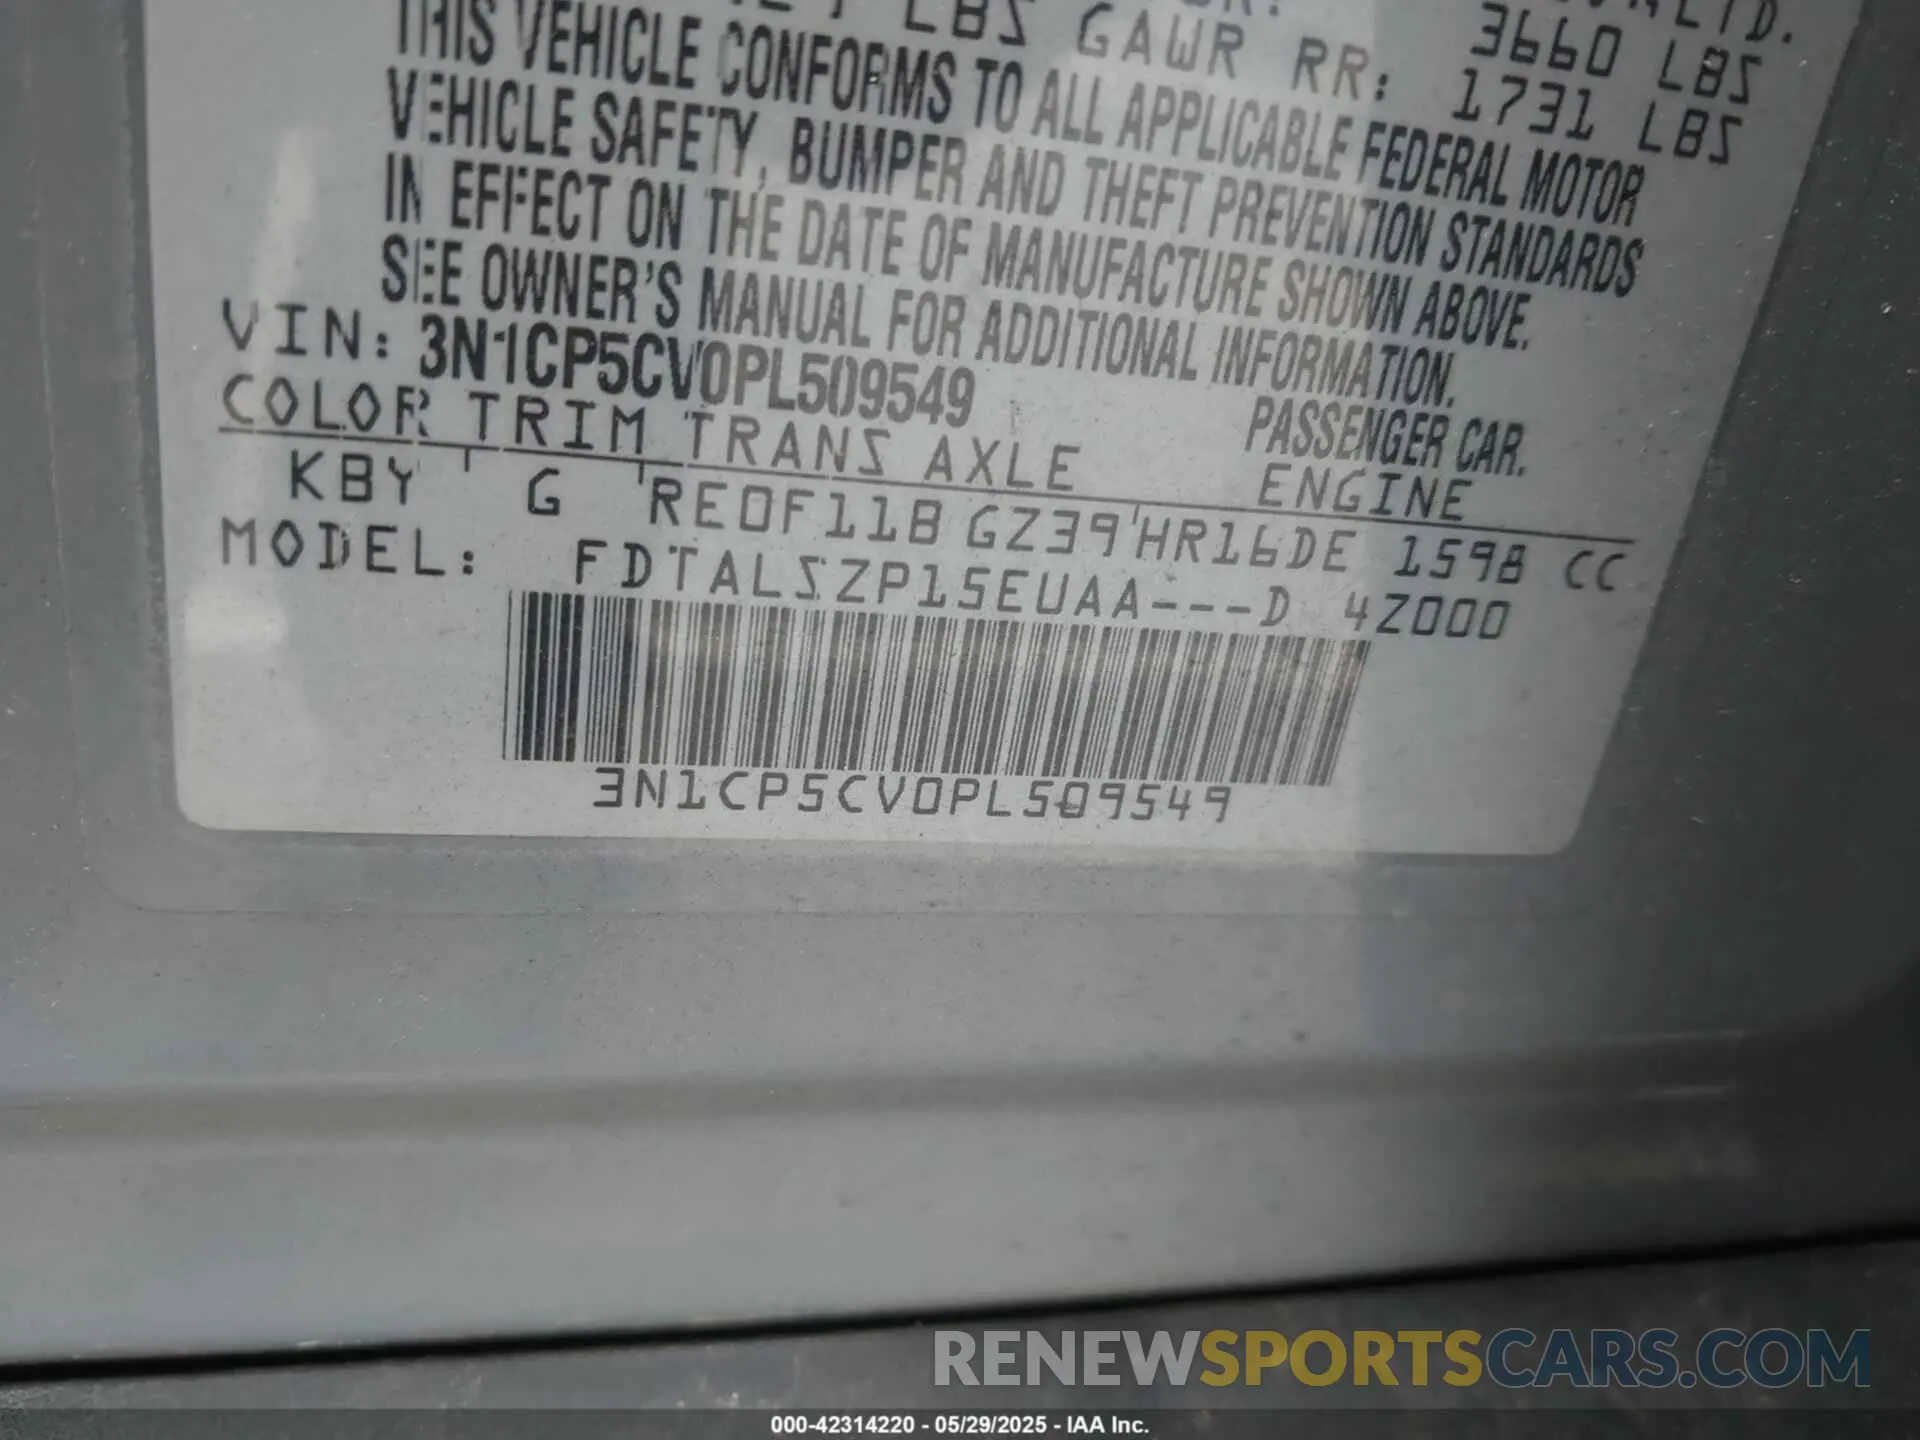 LTD.
3660 LBS
LBS GAWR RR: 1731 LBS
THIS VEHICLE CONFORMS TO ALL APPLICABLE FEDERAL MOTOR
VEHICLE SAFETY, BUMPER AND THEFT PREVENTION STANDARDS
IN EFFECT ON THE DATE OF MANUFACTURE SHOWN ABOVE.
SEE OWNER'S MANUAL FOR ADDITIONAL INFORMATION.
VIN: 3N1CP5CV0PL509549 PASSENGER CAR.
COLOR TRIM TRANS AXLE ENGINE
KBY G RE0F11B GZ39 HR16DE 1598 CC
MODEL: FDTALSZP15EUAA---D 4Z000
3N1CP5CV0PL509549
RENEWSPORTSCARS.COM
000-42314220 - 05/29/2025 - IAA Inc.